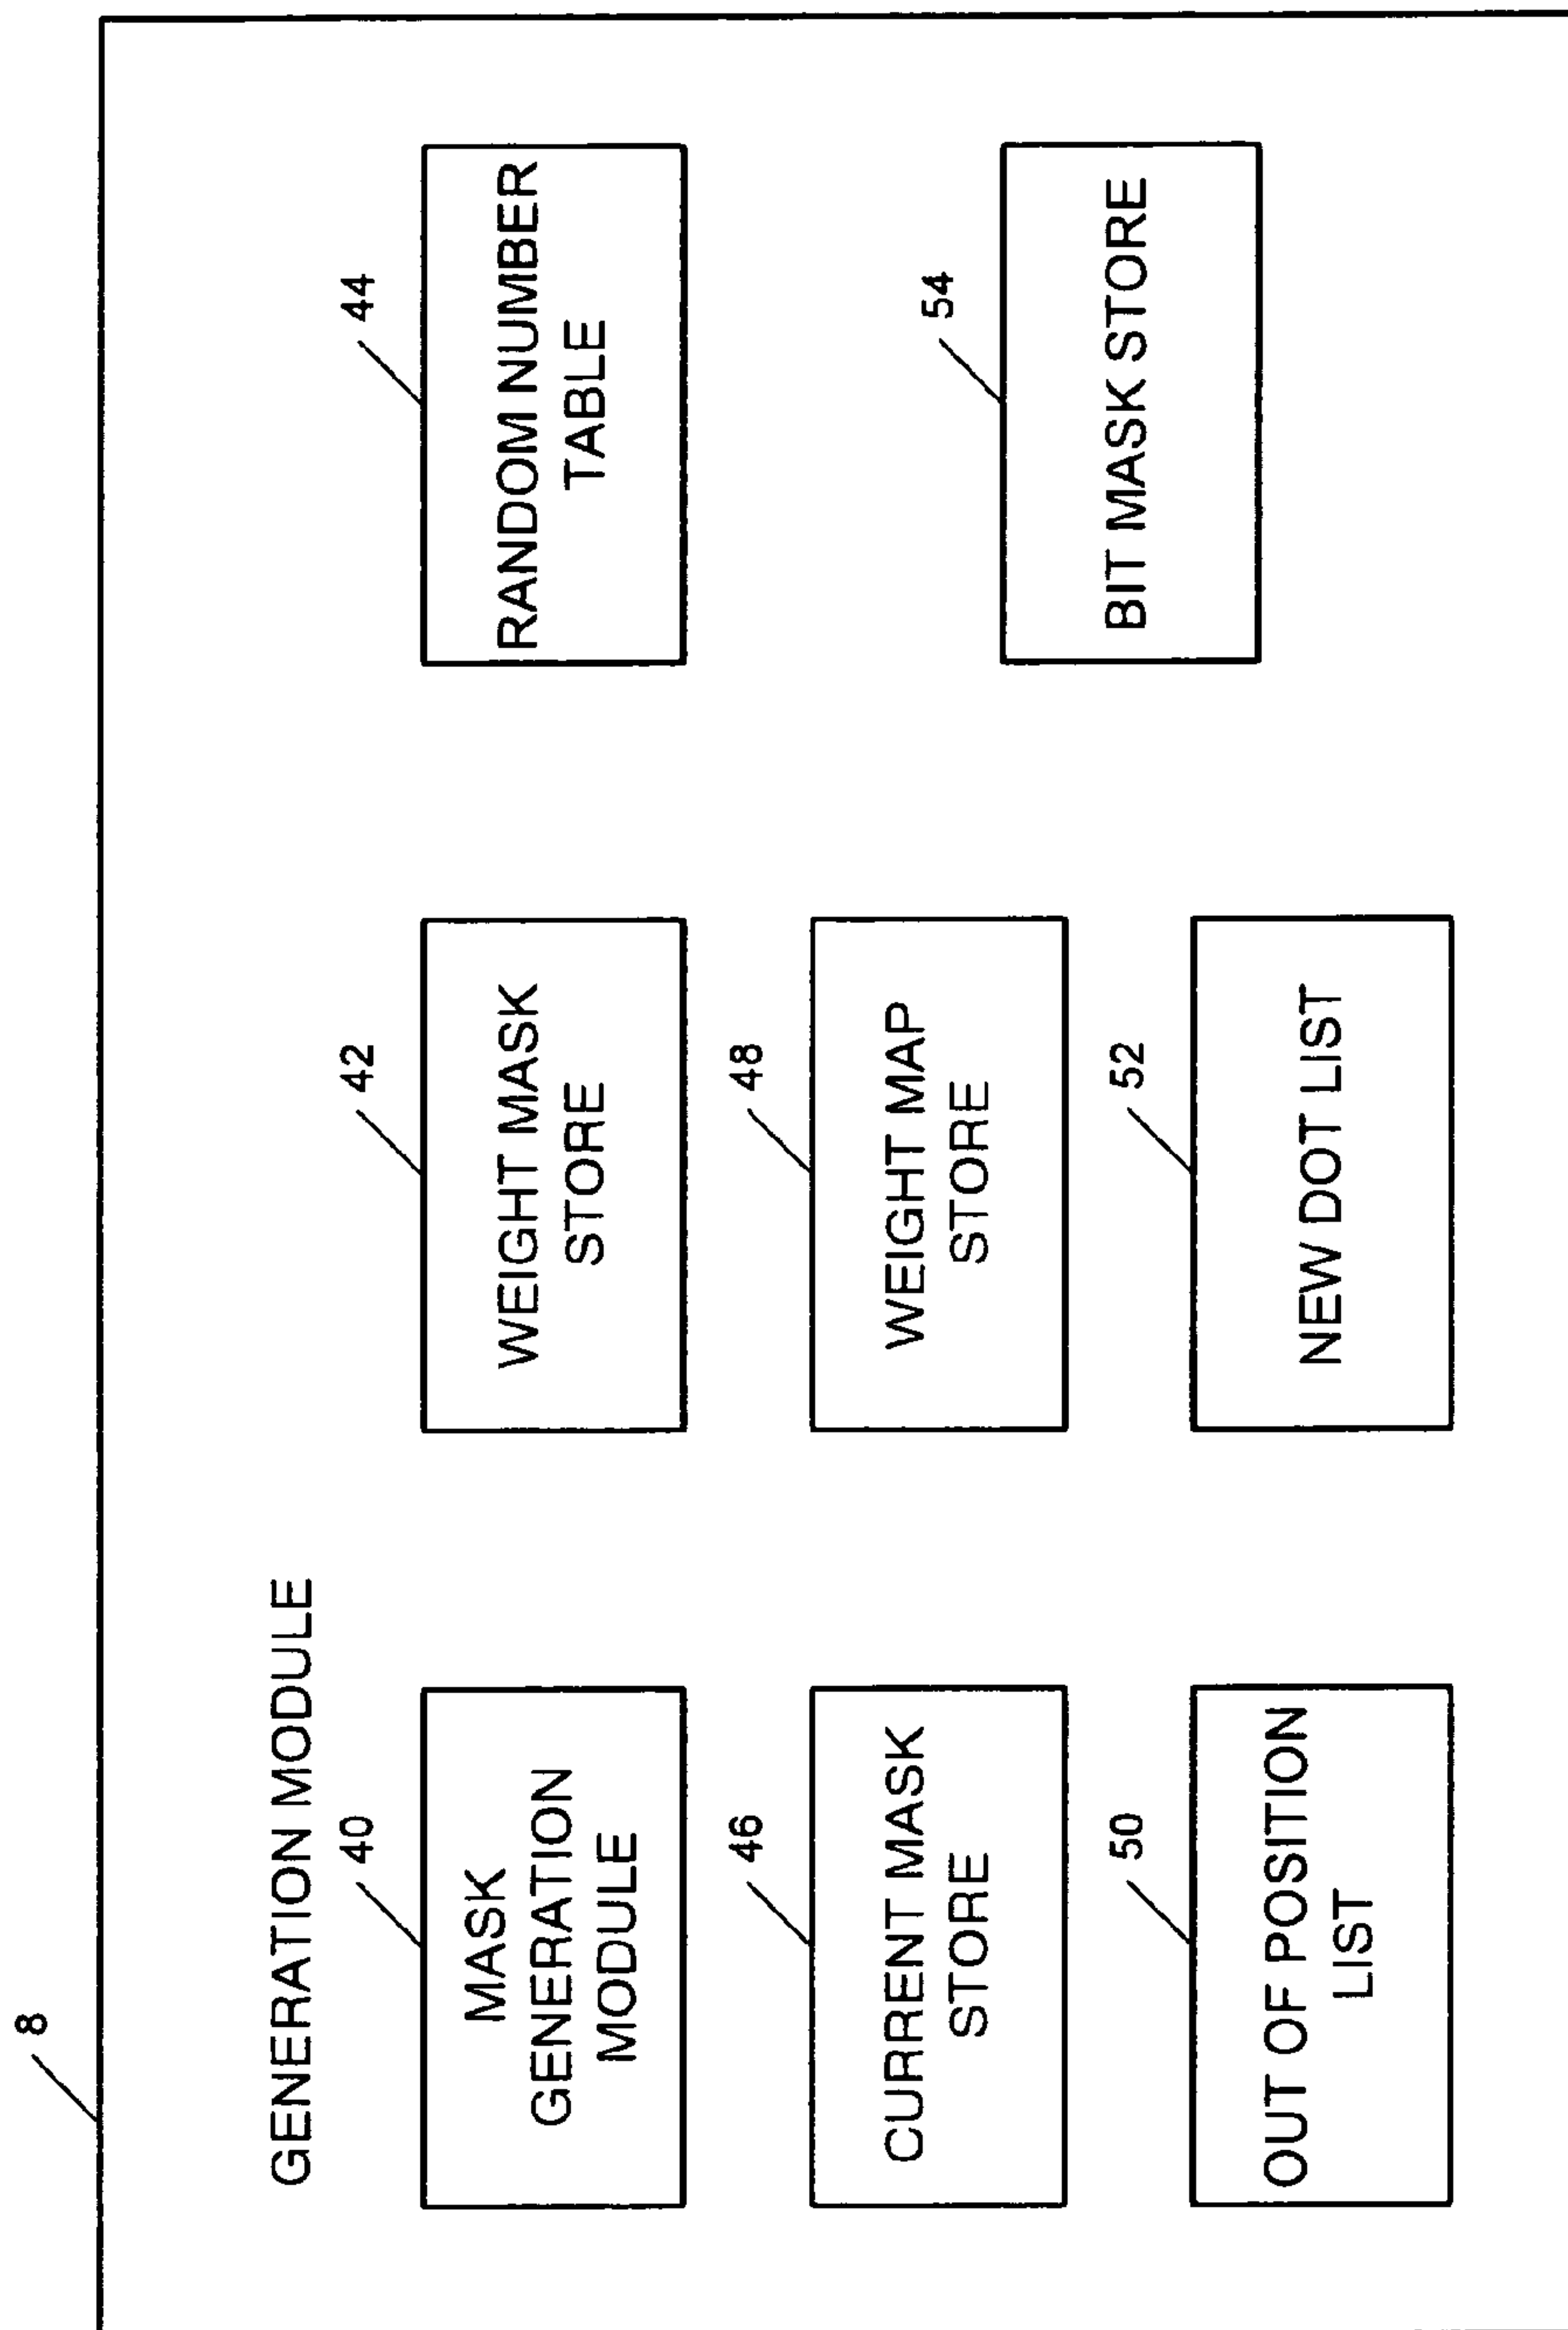 8
GENERATION MODULE
40
MASK
GENERATION
MODULE
42
WEIGHT MASK
STORE
44
RANDOM NUMBER
TABLE
46
CURRENT MASK
STORE
48
WEIGHT MAP
STORE
50
OUT OF POSITION
LIST
52
NEW DOT LIST
54
BIT MASK STORE